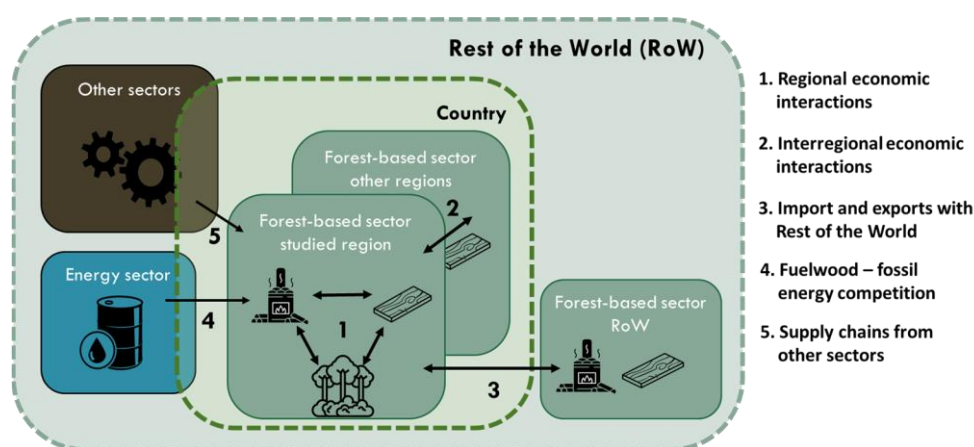 Rest of the World (RoW)
Other sectors
Country
Forest-based sector
other regions
2
Forest-based sector
studied region
5
Energy sector
4
1
3
Forest-based sector
RoW
1. Regional economic
interactions
2. Interregional economic
interactions
3. Import and exports with
Rest of the World
4. Fuelwood – fossil
energy competition
5. Supply chains from
other sectors